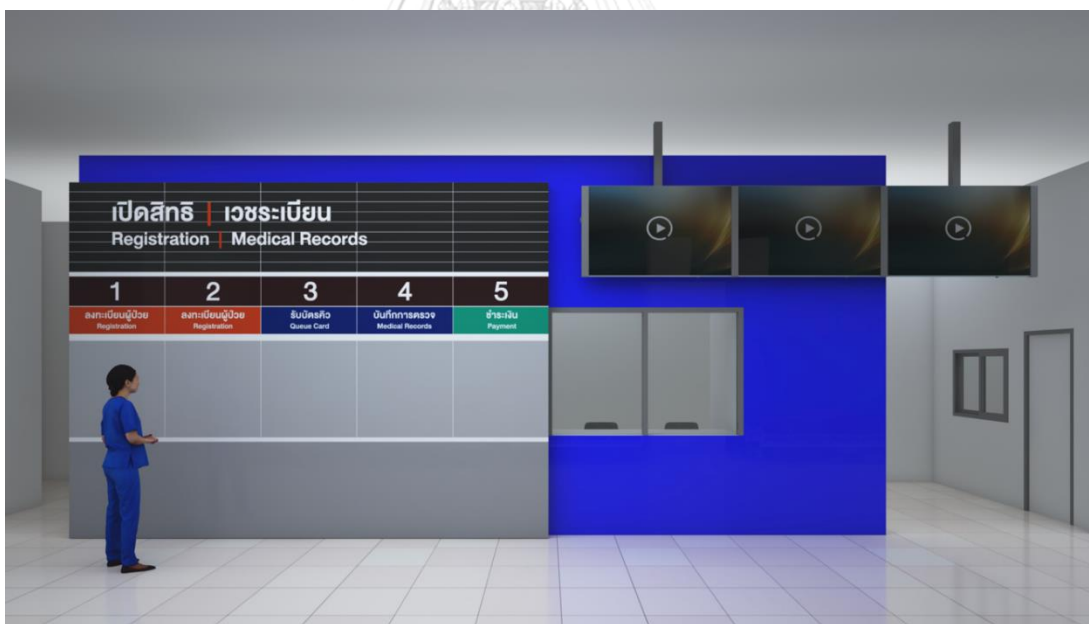 เปิดสิทธิ | เวชระเบียน
Registration | Medical Records
1 2 3 4 5
ลงทะเบียนผู้ป่วย ลงทะเบียนผู้ป่วย รับบัตรคิว บันทึกการตรวจ ชำระเงิน
Registration Registration Queue Card Medical Records Payment